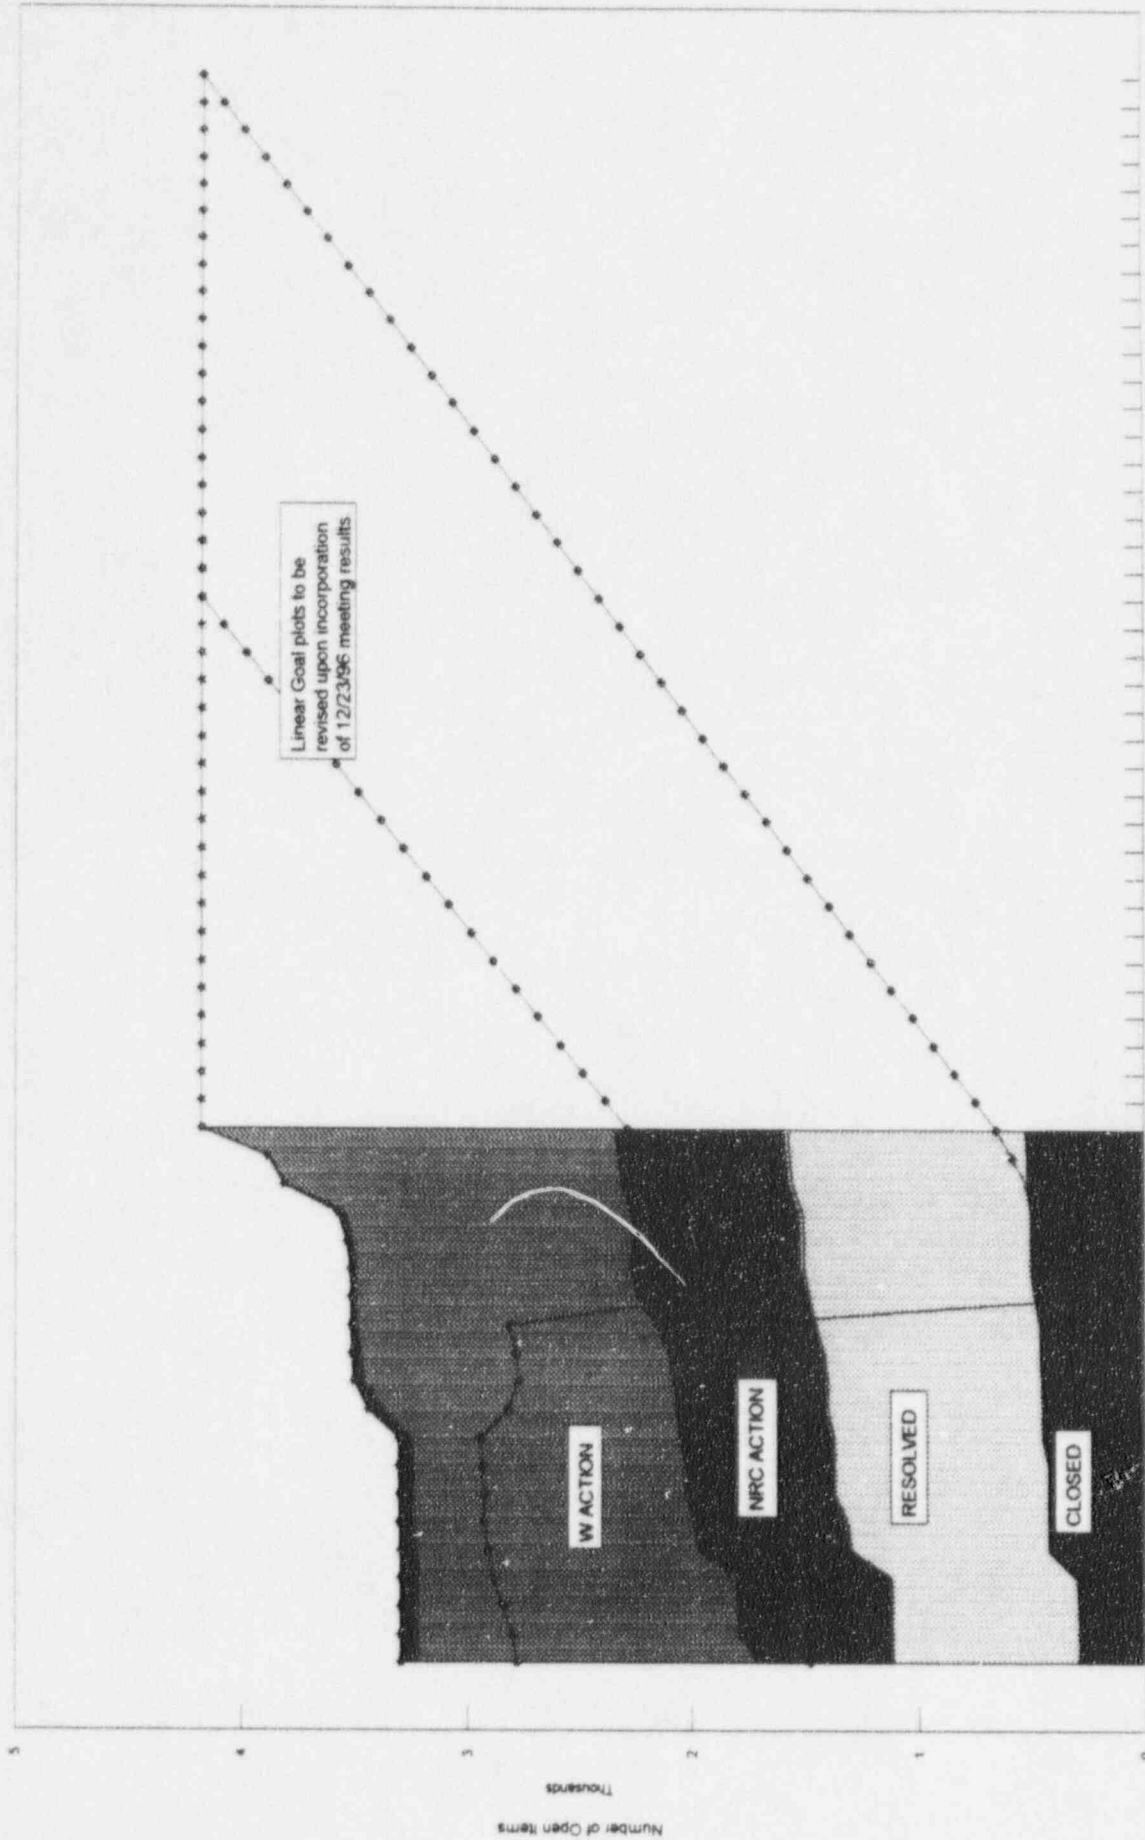 Number of Open Items
Thousands
5
4
3
2
1
0
Linear Goal plots to be
revised upon incorporation
of 12/23/96 meeting results
W ACTION
NRC ACTION
RESOLVED
CLOSED